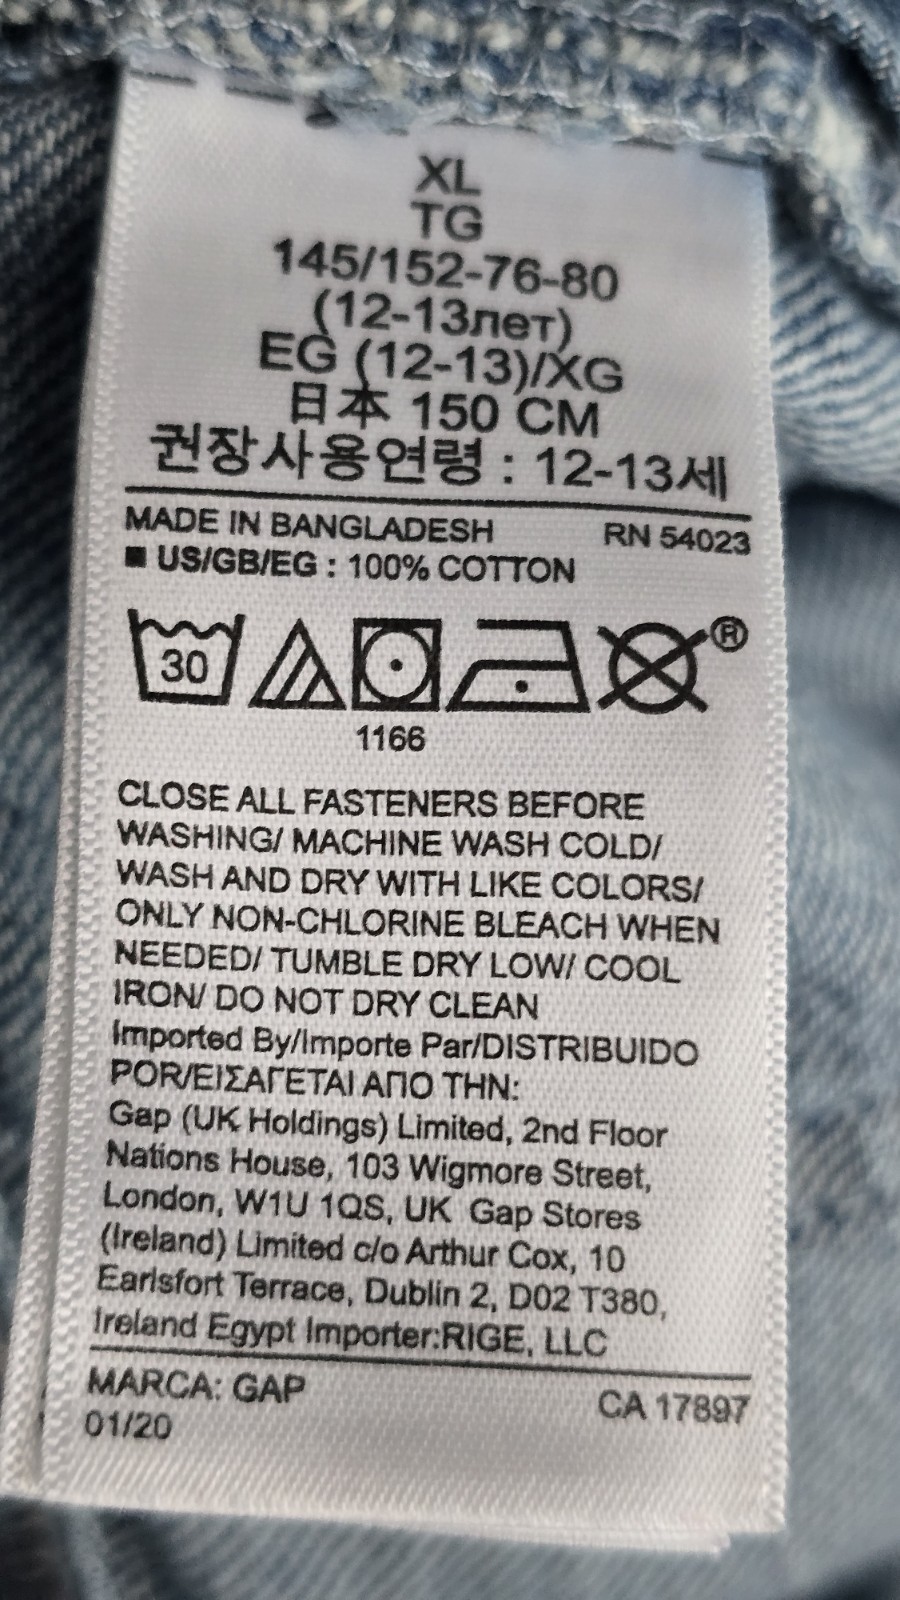 XL
TG
145/152-76-80
(12-13лет)
EG (12-13)/XG
日本 150 CM
권장사용연령 : 12-13세
MADE IN BANGLADESH RN 54023
■ US/GB/EG : 100% COTTON
30 ®
1166
CLOSE ALL FASTENERS BEFORE
WASHING/ MACHINE WASH COLD/
WASH AND DRY WITH LIKE COLORS/
ONLY NON-CHLORINE BLEACH WHEN
NEEDED/ TUMBLE DRY LOW/ COOL
IRON/ DO NOT DRY CLEAN
Imported By/Importe Par/DISTRIBUIDO
POR/ΕΙΣΑΓΕΤΑΙ ΑΠΟ ΤΗΝ:
Gap (UK Holdings) Limited, 2nd Floor
Nations House, 103 Wigmore Street,
London, W1U 1QS, UK Gap Stores
(Ireland) Limited c/o Arthur Cox, 10
Earlsfort Terrace, Dublin 2, D02 T380,
Ireland Egypt Importer:RIGE, LLC
MARCA: GAP CA 17897
01/20